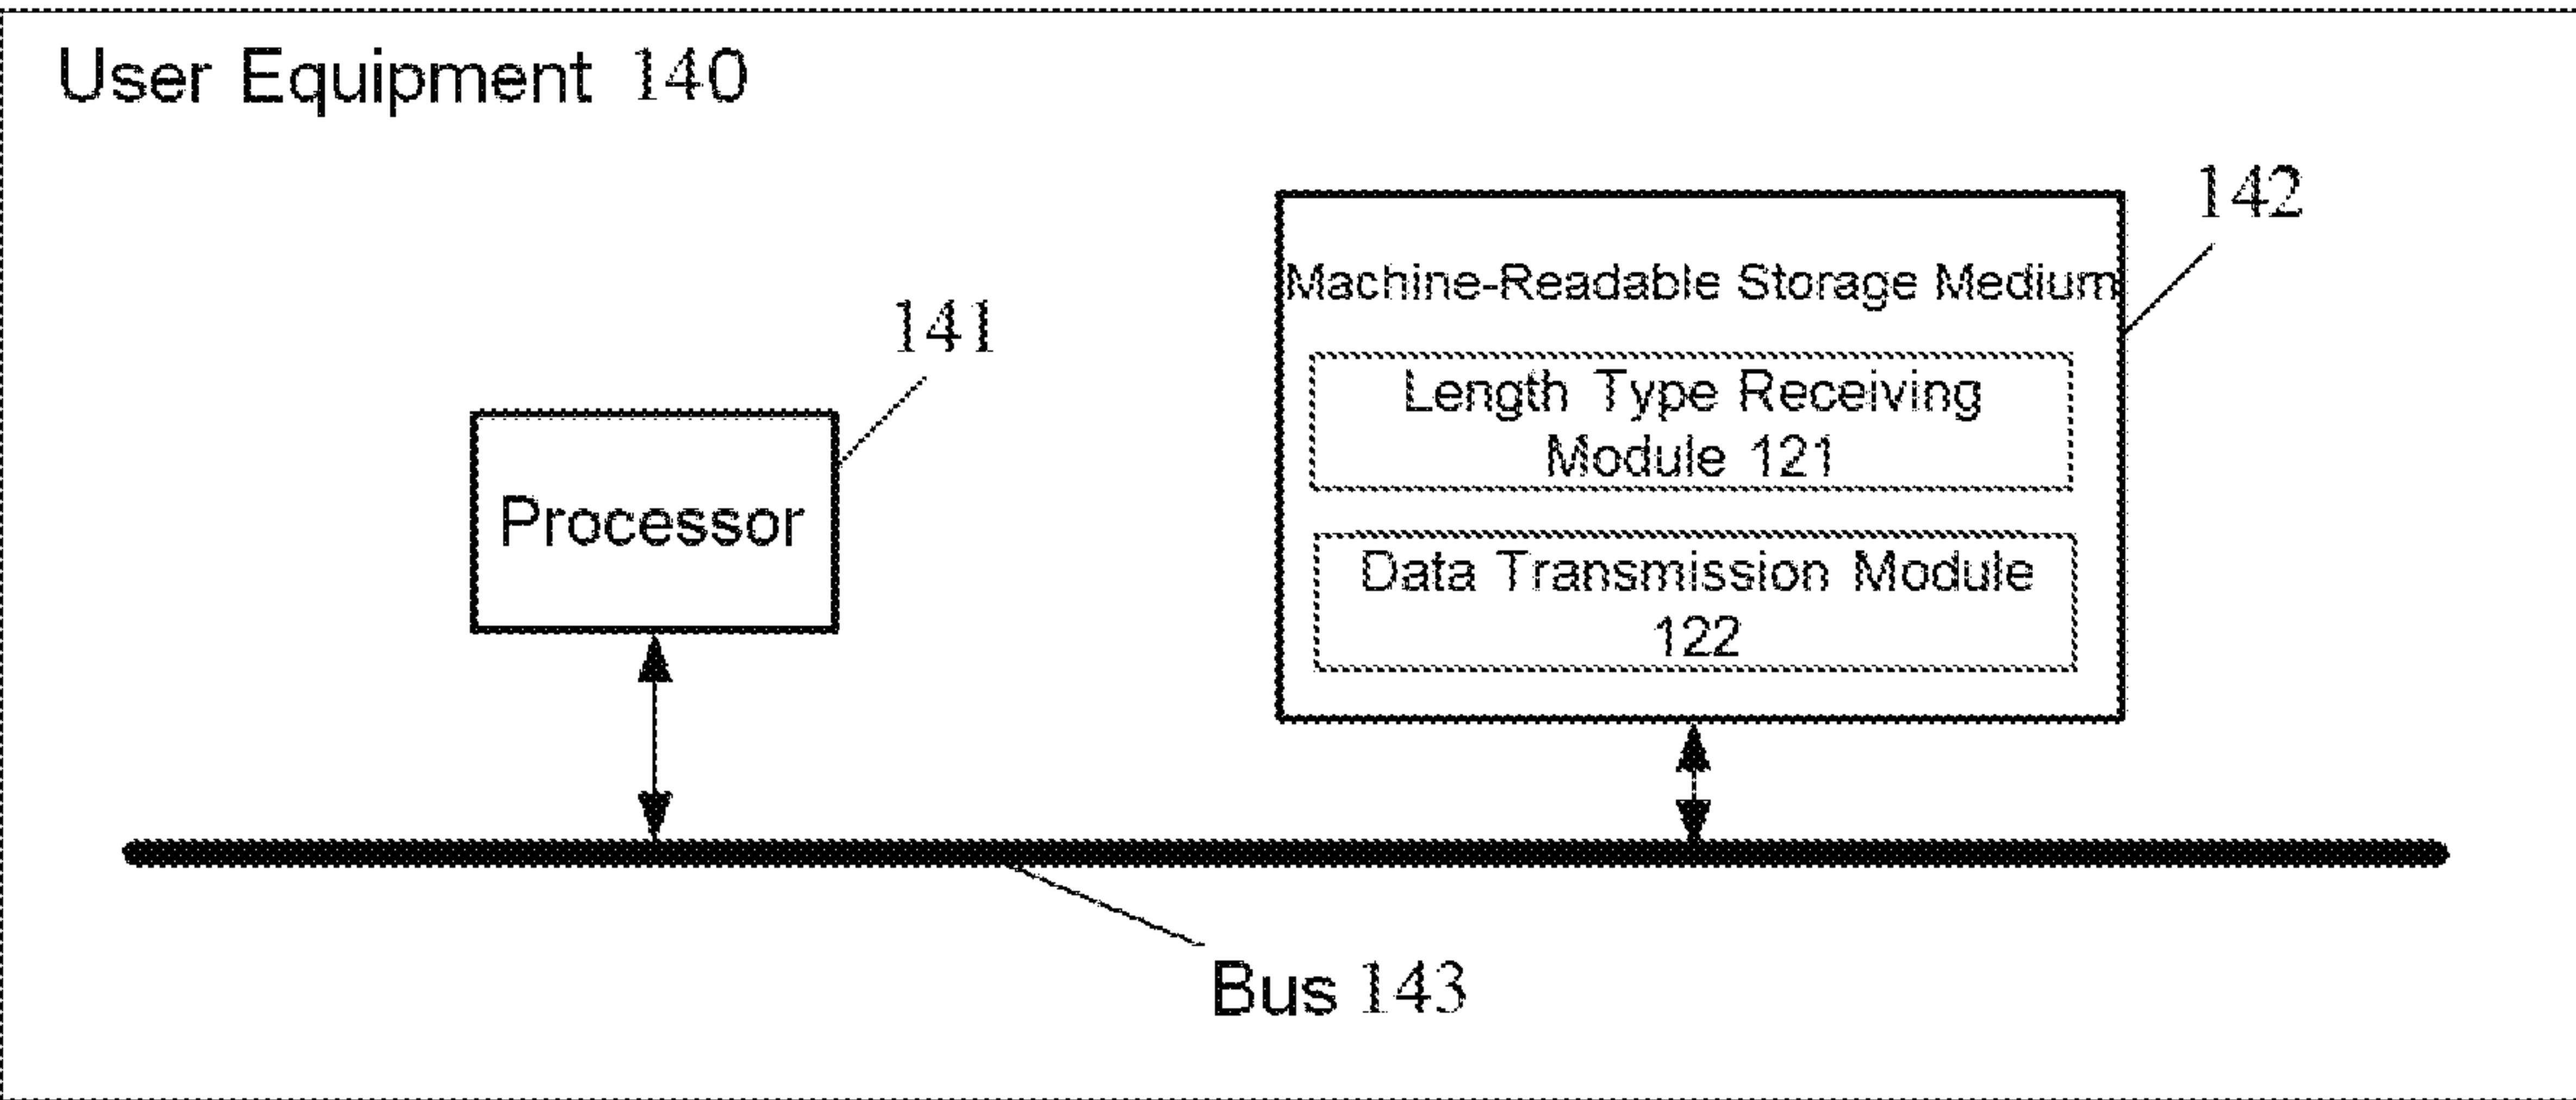 User Equipment 140
142
Machine-Readable Storage Medium
141
Length Type Receiving
Module 121
Processor
Data Transmission Module
122
Bus 143